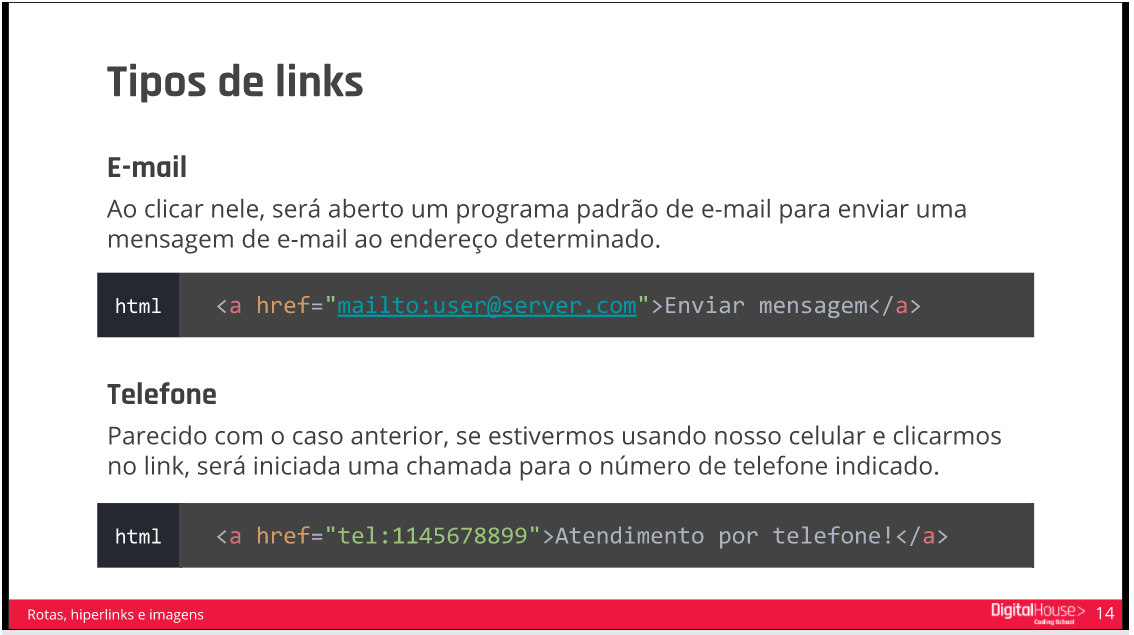 Tipos de links
E-mail
Ao clicar nele, será aberto um programa padrão de e-mail para enviar uma
mensagem de e-mail ao endereço determinado.
html <a href="mailto:user@server.com">Enviar mensagem</a>
Telefone
Parecido com o caso anterior, se estivermos usando nosso celular e clicarmos
no link, será iniciada uma chamada para o número de telefone indicado.
html <a href="tel:1145678899">Atendimento por telefone!</a>
Rotas, hiperlinks e imagens
DigitalHouse>
Coding School
14